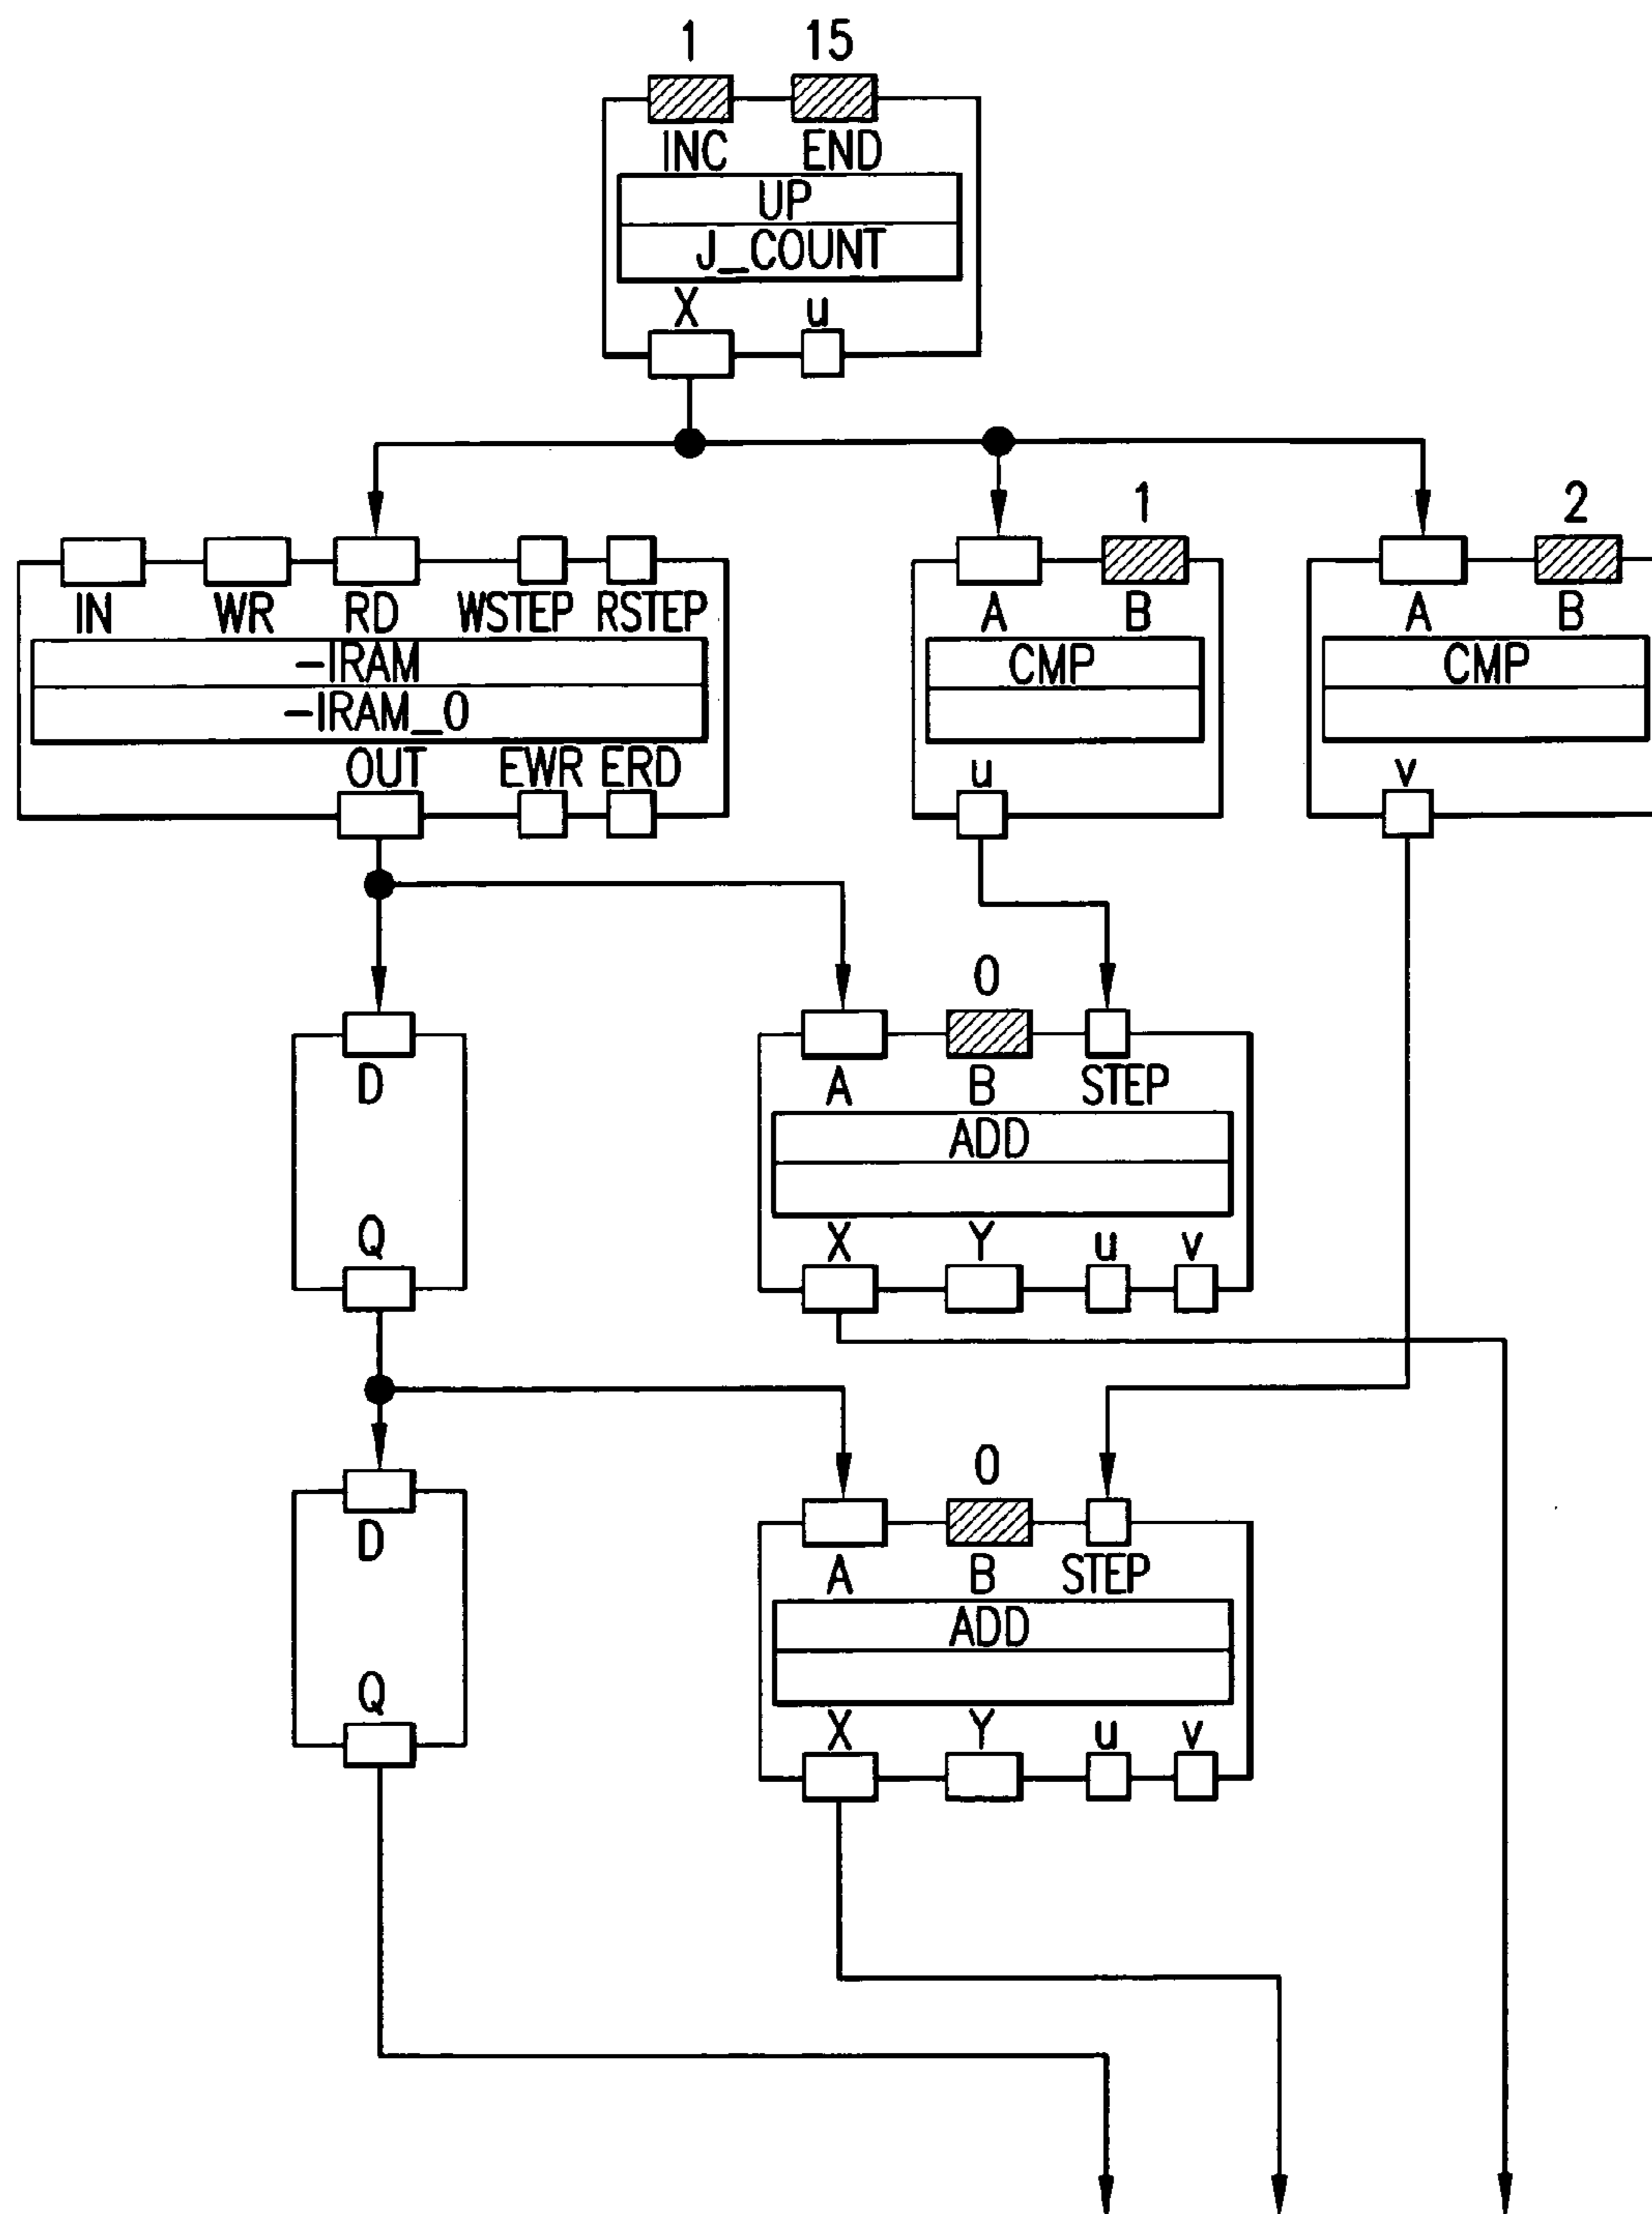 1 15
INC END
UP
J_COUNT
X u
1 2
IN WR RD WSTEP RSTEP A B A B
-IRAM CMP CMP
-IRAM_0
OUT EWR ERD u v
0
D A B STEP
ADD
Q X Y u v
0
D A B STEP
ADD
Q X Y u v